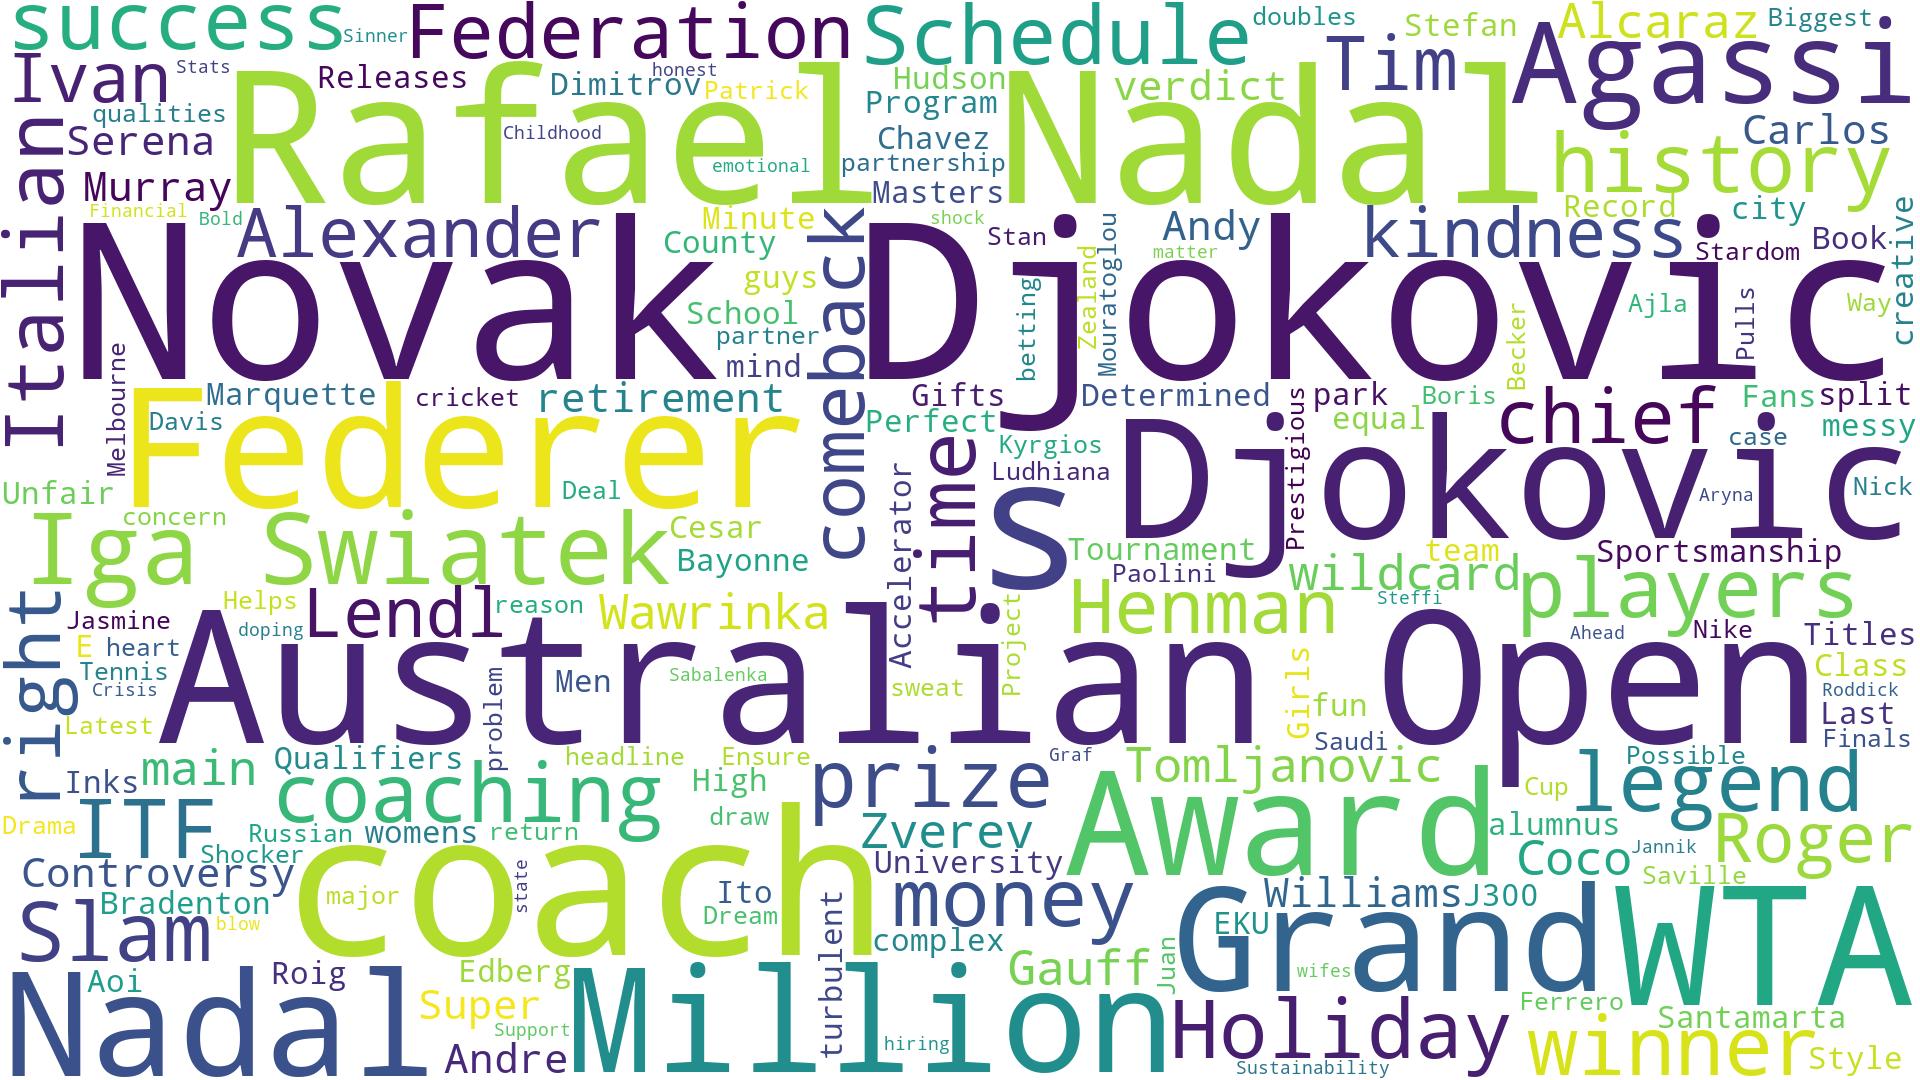 success
Sinner
Federation
Schedule
doubles
Stefan
Alcaraz
Biggest
Ivan
Stats
Releases
Dimitrov
honest
Patrick
Hudson
verdict
Tim
Agassi
qualities
Rafael
Childhood
Program
Nadal
Carlos
Serena
emotional
Chavez
partnership
history
Italian
Murray
Masters
Record
city
creative
Financial
Bold
Alexander
Minute
comeback
shock
Stan
Mouratoglou
Andy
kindness
Stardom
Book
County
Zealand
matter
Novak
guys
Djokovic
School
betting
Becker
Ajla
Pulls
Way
partner
mind
Melbourne
Marquette
cricket
retirement
Gifts
Determined
Prestigious
park
Boris
chief
Fans
split
Davis
Federer
Perfect
time
Kyrgios
equal
Djokovic
case
messy
Unfair
Deal
Accelerator
Ludhiana
s
Aryna
Nick
concern
Iga Swiatek
Cesar
Bayonne
Tournament
team
Sportsmanship
Paolini
wildcard
players
right
Jasmine
Helps
Lendl
reason
Wawrinka
Project
Henman
Steffi
doping
E
heart
Australian Open
Girls
Ahead
Nike
Titles
Tennis
Crisis
problem
Men
Sabalenka
sweat
fun
Class
Roddick
Latest
Saudi
Last
Finals
Inks
main
Qualifiers
headline
Ensure
Graf
Tomljanovic
Possible
coaching
High
prize
Cup
legend
Drama
ITF
Russian
womens
return
draw
Zverev
Award
alumnus
Roger
Shocker
Coco
Jannik
Controversy
University
Saville
Bradenton
coach
major
state
Ito
turbulent
money
Williams
J300
Slam
blow
Dream
complex
EKU
Grand
WTA
Nadal
Aoi
Roig
Edberg
Million
Gauff
Juan
wifes
Super
Support
hiring
Holiday
Ferrero
Santamarta
Andre
Sustainability
winner
Style